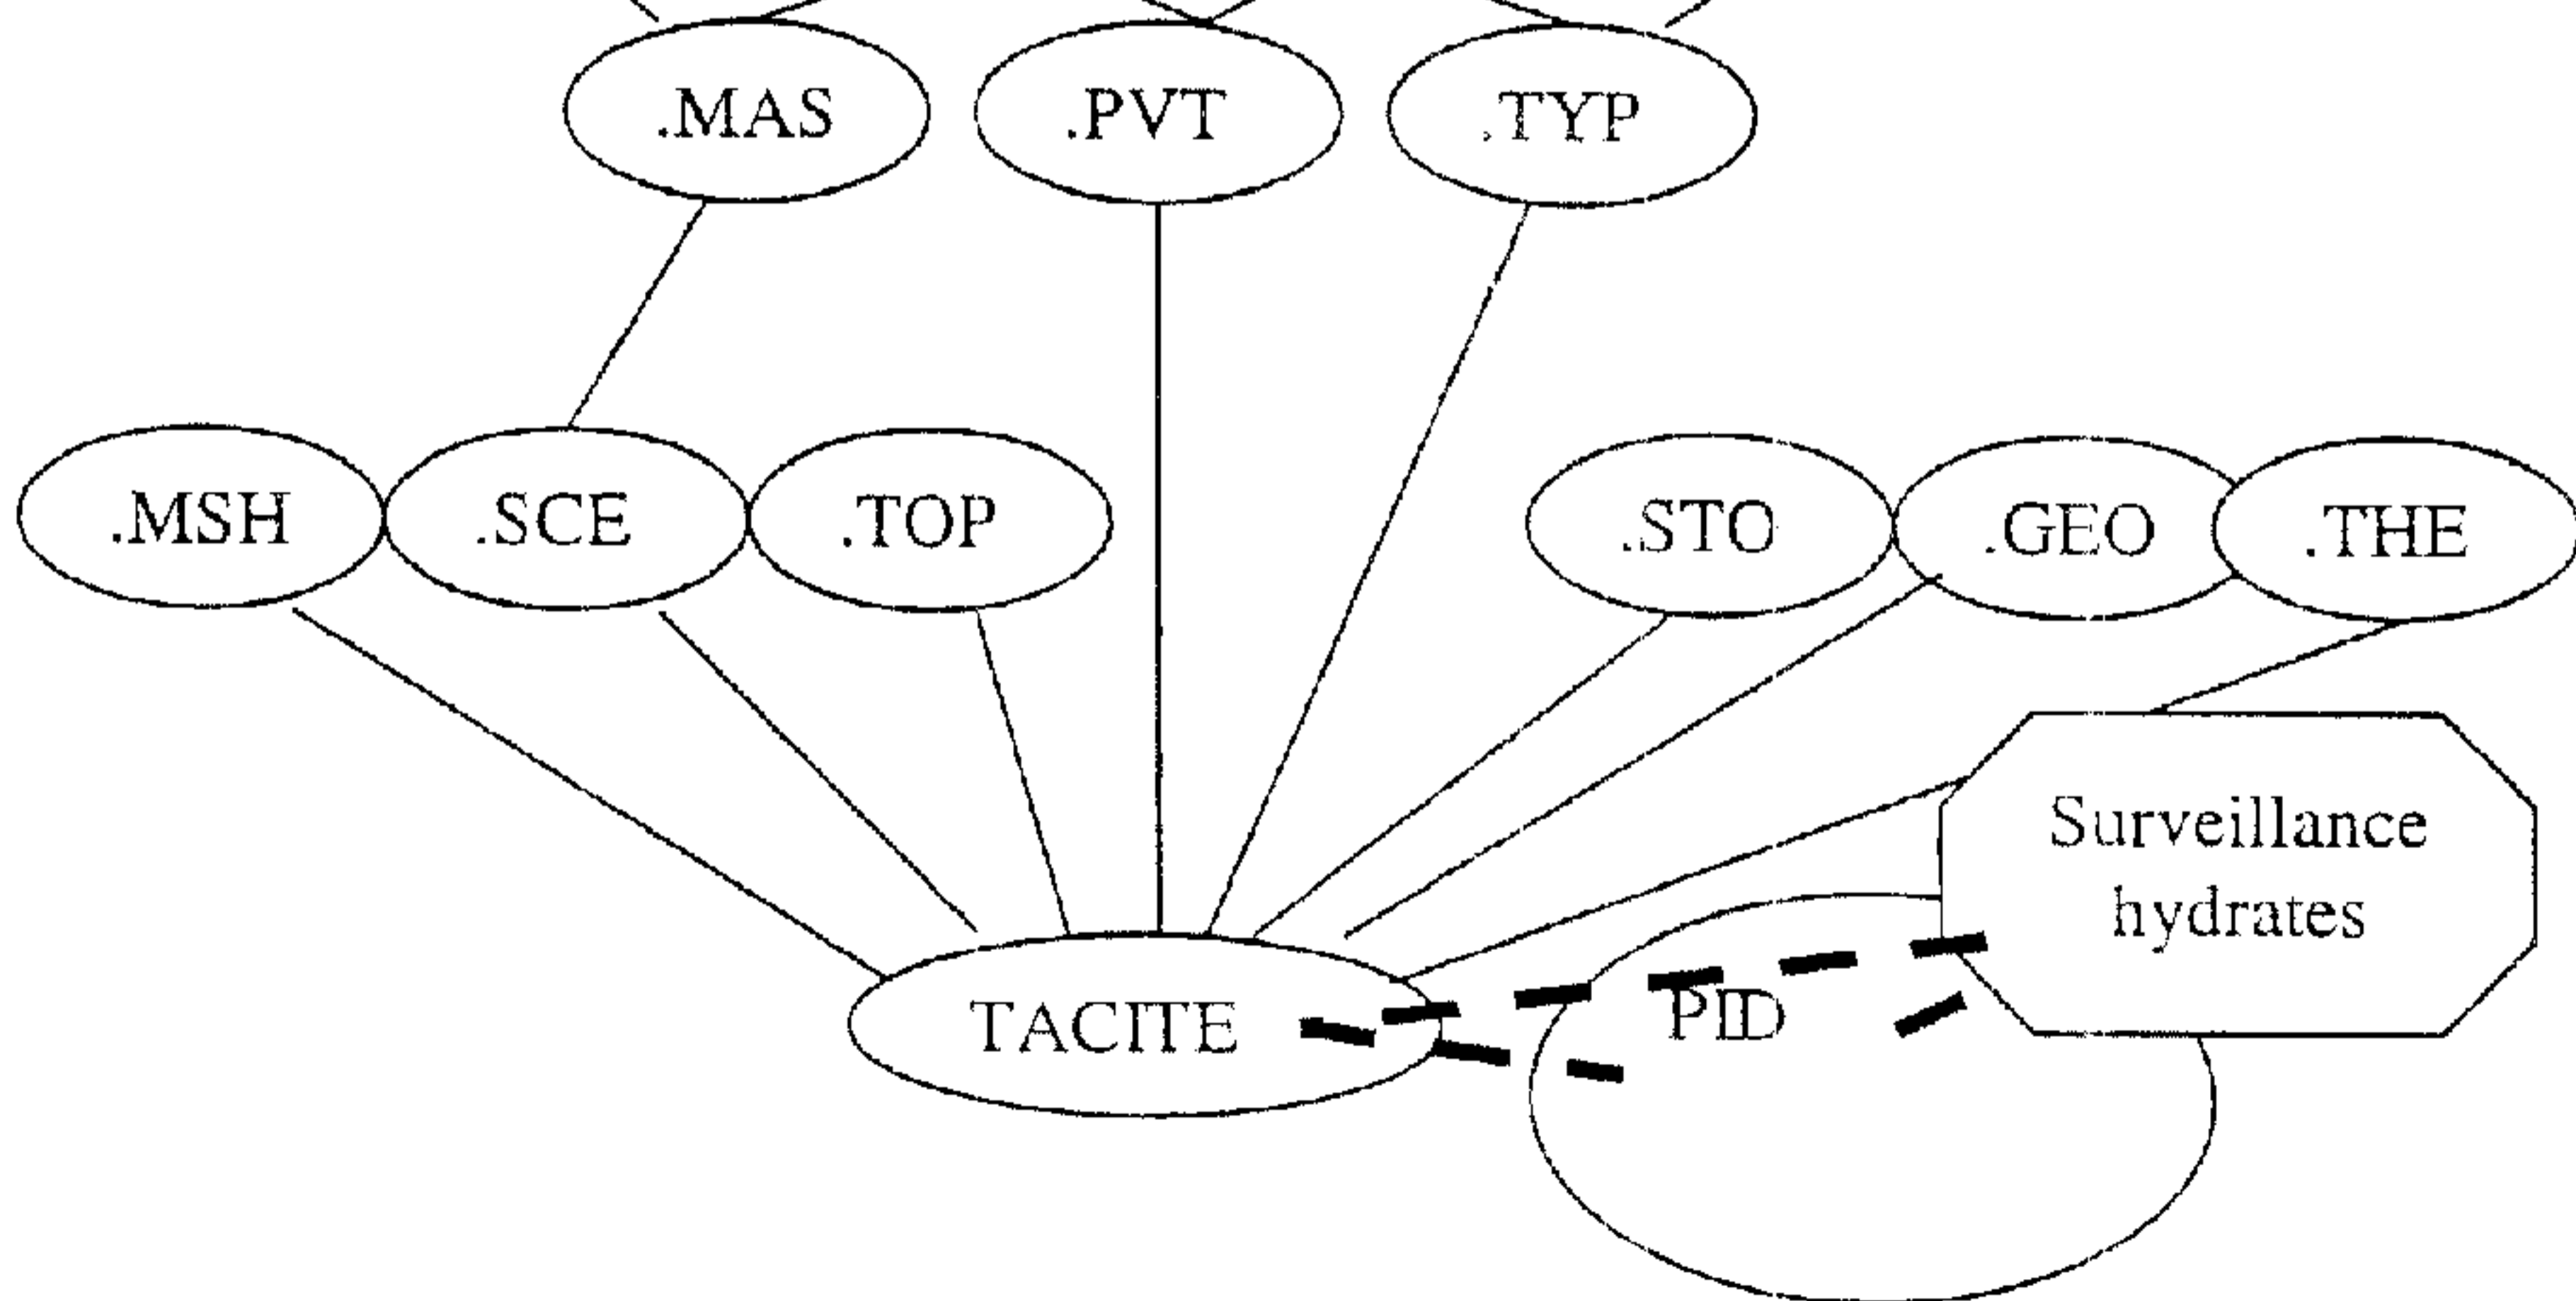 .MAS
.PVT
.TYP
.MSH
.SCE
.TOP
.STO
.GEO
.THE
Surveillance
hydrates
TACITE
PID